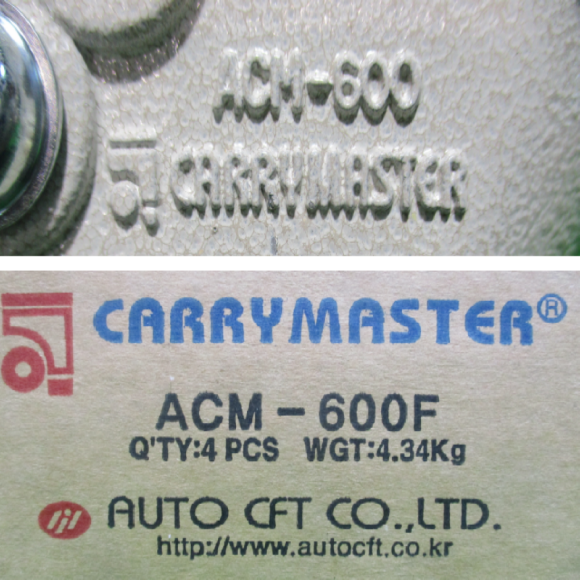 ACM-600
CARRYMASTER
CARRYMASTER®
ACM-600F
Q'TY:4 PCS WGT:4.34Kg
AUTO CFT CO.,LTD.
http://www.autocft.co.kr